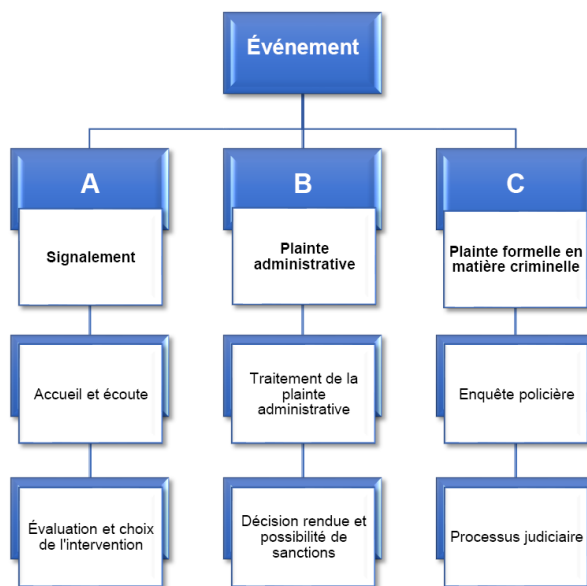 Événement
A
Signalement
Accueil et écoute
Évaluation et choix
de l'intervention
B
Plainte
administrative
Traitement de la
plainte
administrative
Décision rendue et
possibilité de
sanctions
C
Plainte formelle en
matière criminelle
Enquête policière
Processus judiciaire